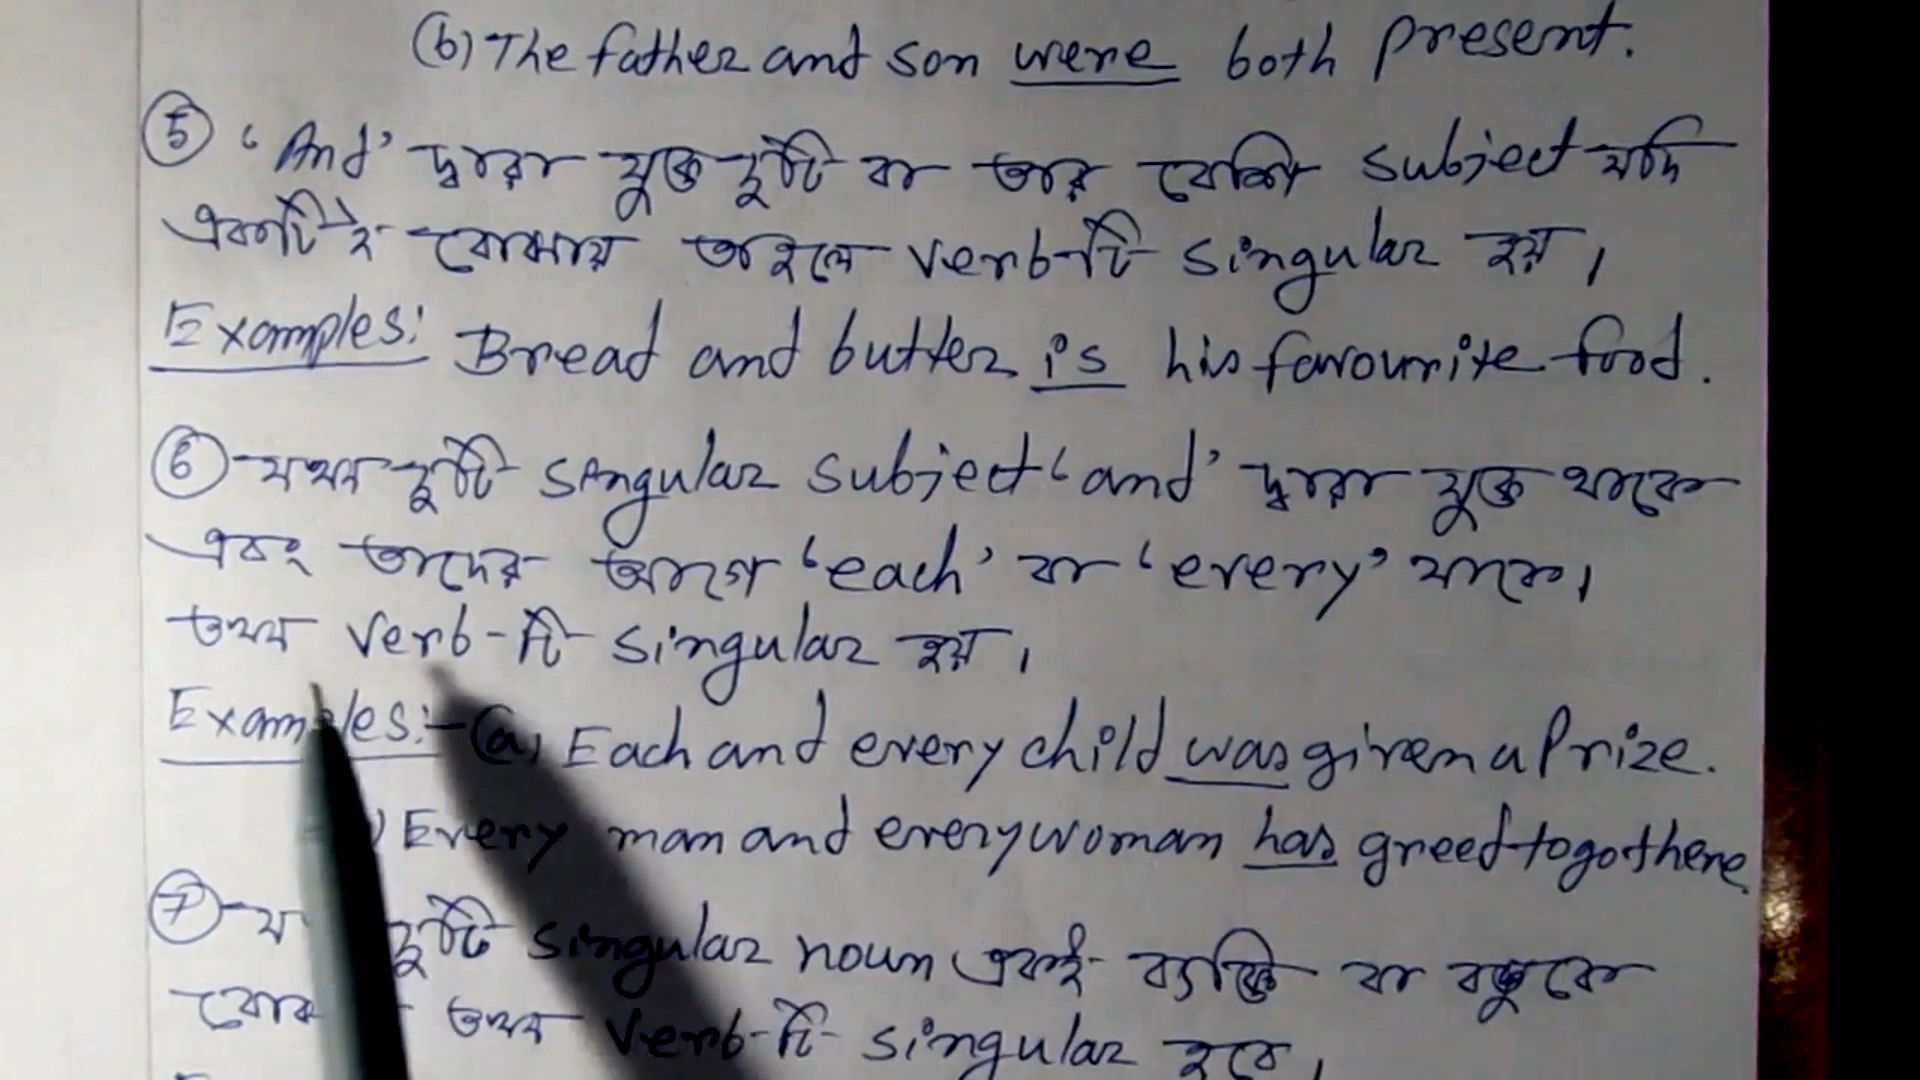 (b) The father and son were both present.
(5) 'And' দ্বারা যুক্ত দুটি বা তার বেশি subject যদি
একটিই বোঝায় তাহলে verb-টি singular হয়।
Examples: Bread and butter is his favourite food.
(6) যখন দুটি singular subject 'and' দ্বারা যুক্ত থাকে
এবং তাদের আগে 'each' বা 'every' থাকে।
তখন verb-টি singular হয়।
Examples:- (a) Each and every child was given a Prize.
) Every man and every woman has greed to go there.
(7) দুটি singular noun একই ব্যক্তি বা বস্তুকে
তখন verb-টি singular হবে।